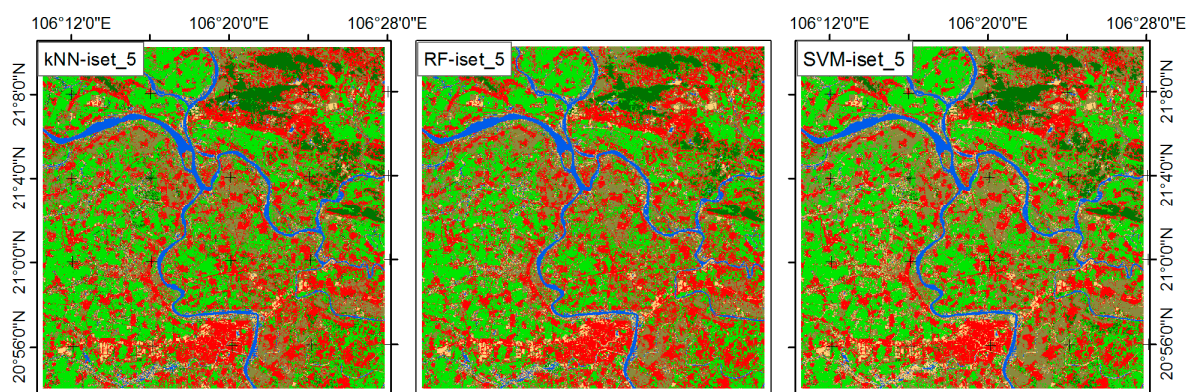 106°12'0"E 106°20'0"E 106°28'0"E 106°12'0"E 106°20'0"E 106°28'0"E
kNN-iset_5 RF-iset_5 SVM-iset_5
21°8'0"N 21°8'0"N
21°4'0"N 21°4'0"N
21°0'0"N 21°0'0"N
20°56'0"N 20°56'0"N